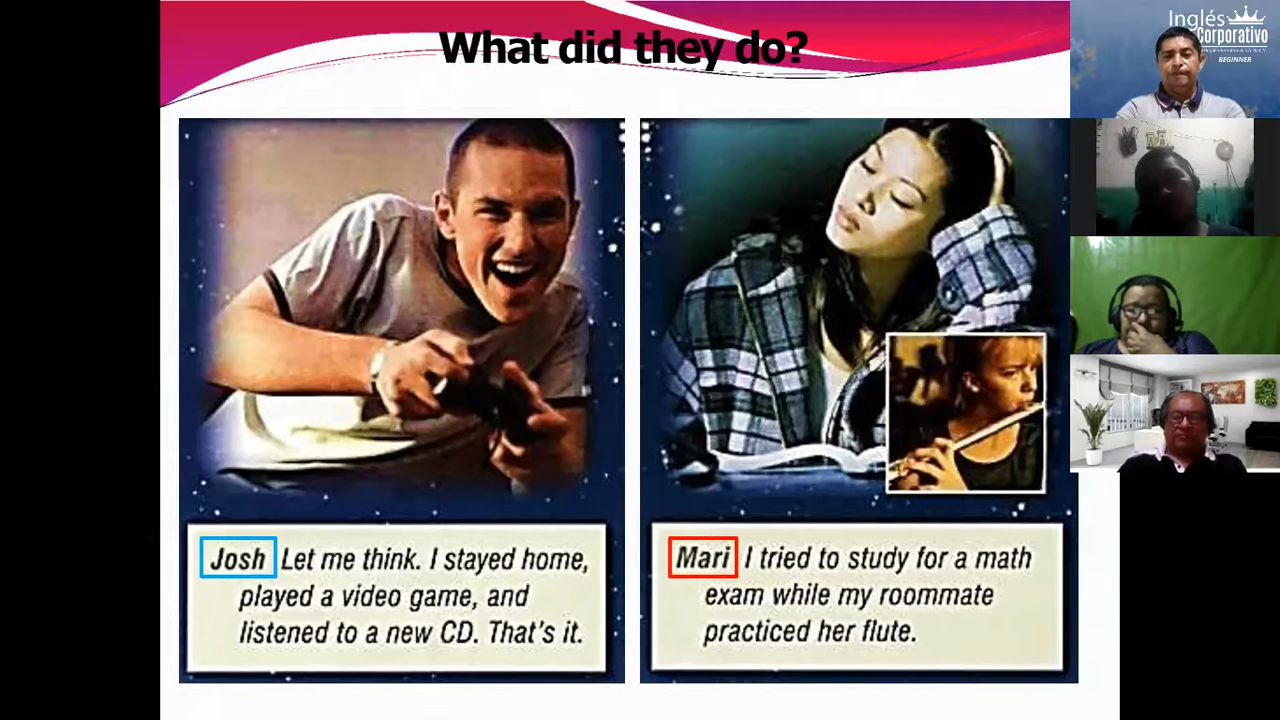 What did they do?
Inglés
Corporativo
BEGINNER
Josh Let me think. I stayed home,
played a video game, and
listened to a new CD. That's it.
Mari I tried to study for a math
exam while my roommate
practiced her flute.